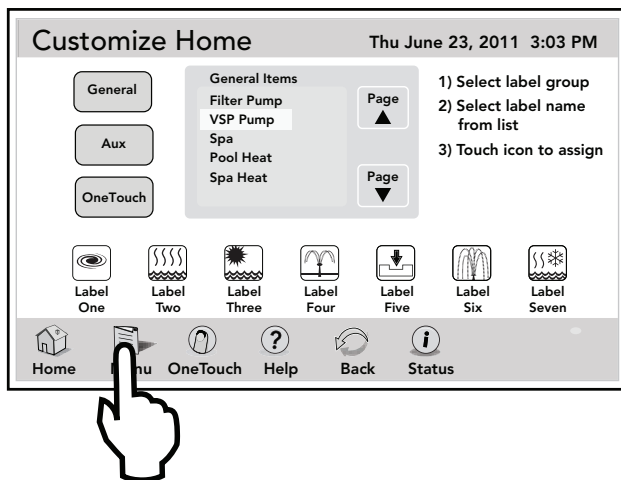 Customize Home
Thu June 23, 2011 3:03 PM
General
Aux
OneTouch
General Items
Filter Pump
VSP Pump
Spa
Pool Heat
Spa Heat
Page
Page
1) Select label group
2) Select label name
from list
3) Touch icon to assign
Label
One
Label
Two
Label
Three
Label
Four
Label
Five
Label
Six
Label
Seven
?
i
Home
M nu
OneTouch
Help
Back
Status